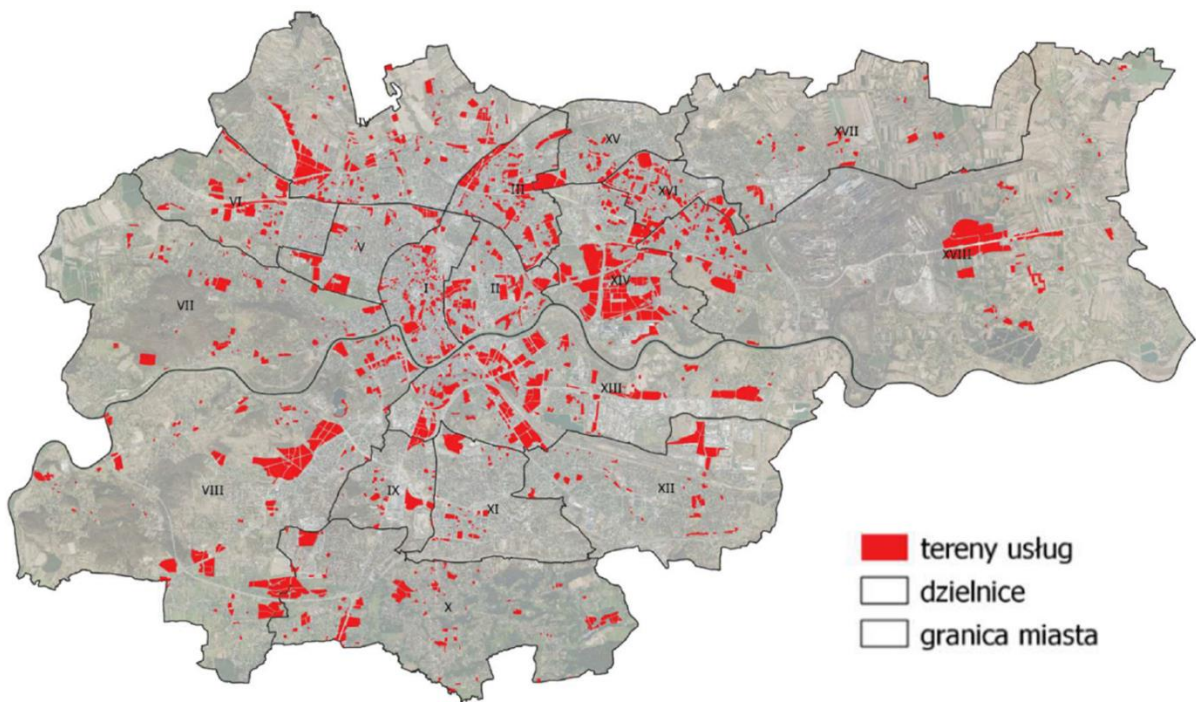 IV
XV
XVII
III
XVI
VI
V
I
II
XIV
XVIII
VII
XIII
VIII
IX
XI
XII
X
tereny usług
dzielnice
granica miasta